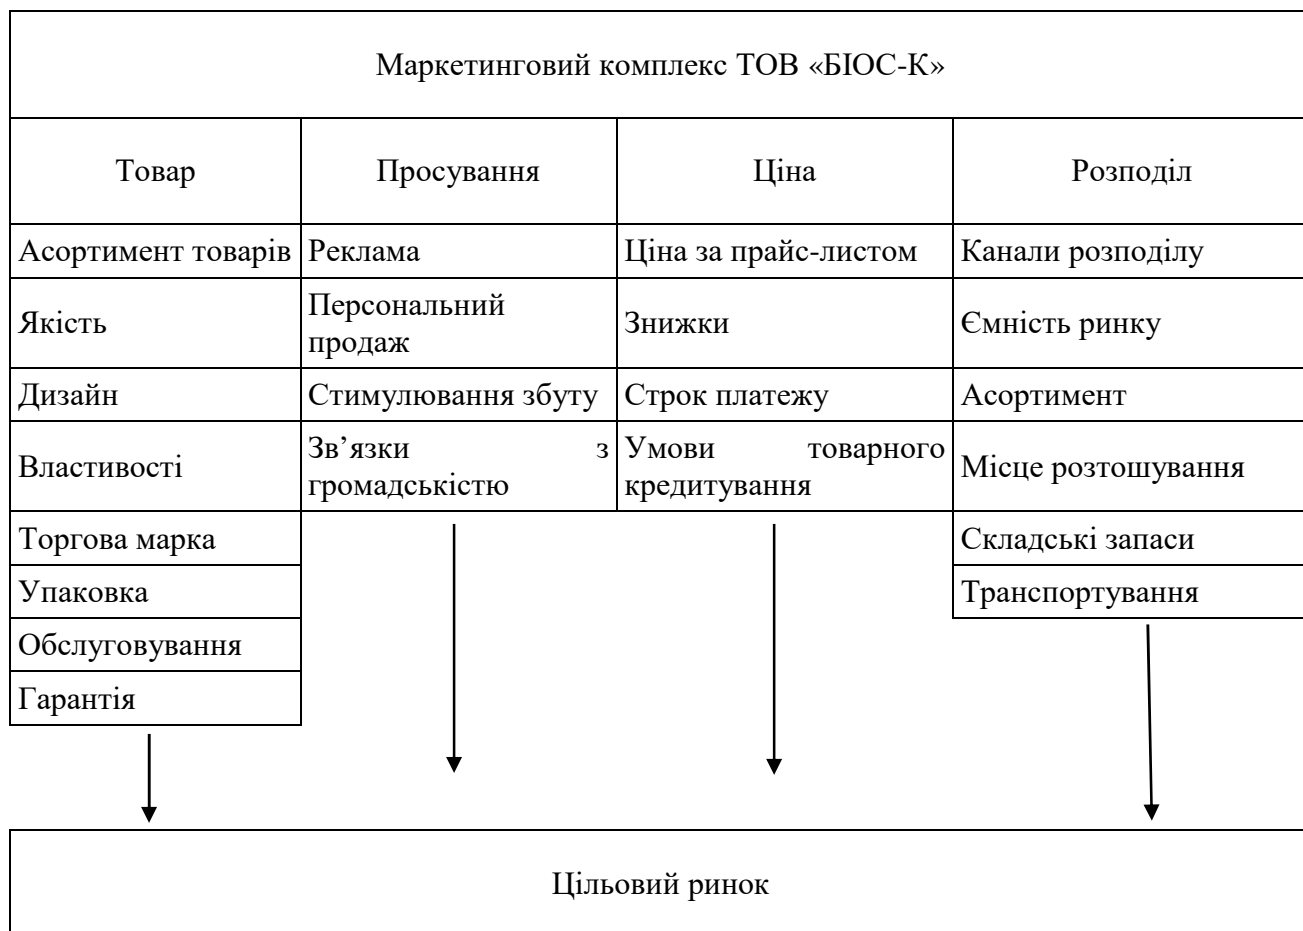 Маркетинговий комплекс ТОВ «БІОС-К»
Товар
Просування
Ціна
Розподіл
Асортимент товарів
Реклама
Ціна за прайс-листом
Канали розподілу
Якість
Персональний
продаж
Знижки
Ємність ринку
Дизайн
Стимулювання збуту
Строк платежу
Асортимент
Властивості
Зв’язки з
громадськістю
Умови товарного
кредитування
Місце розтошування
Торгова марка
Складські запаси
Упаковка
Транспортування
Обслуговування
Гарантія
Цільовий ринок